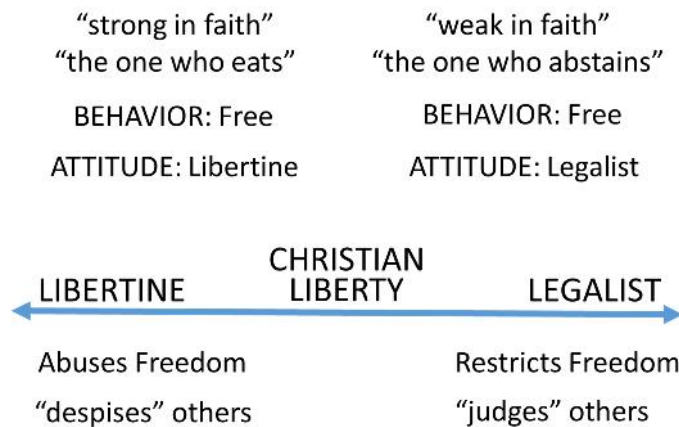 “strong in faith”
“the one who eats”
BEHAVIOR: Free
ATTITUDE: Libertine
“weak in faith”
“the one who abstains”
BEHAVIOR: Free
ATTITUDE: Legalist
LIBERTINE
CHRISTIAN
LIBERTY
LEGALIST
Abuses Freedom
“despises” others
Restricts Freedom
“judges” others